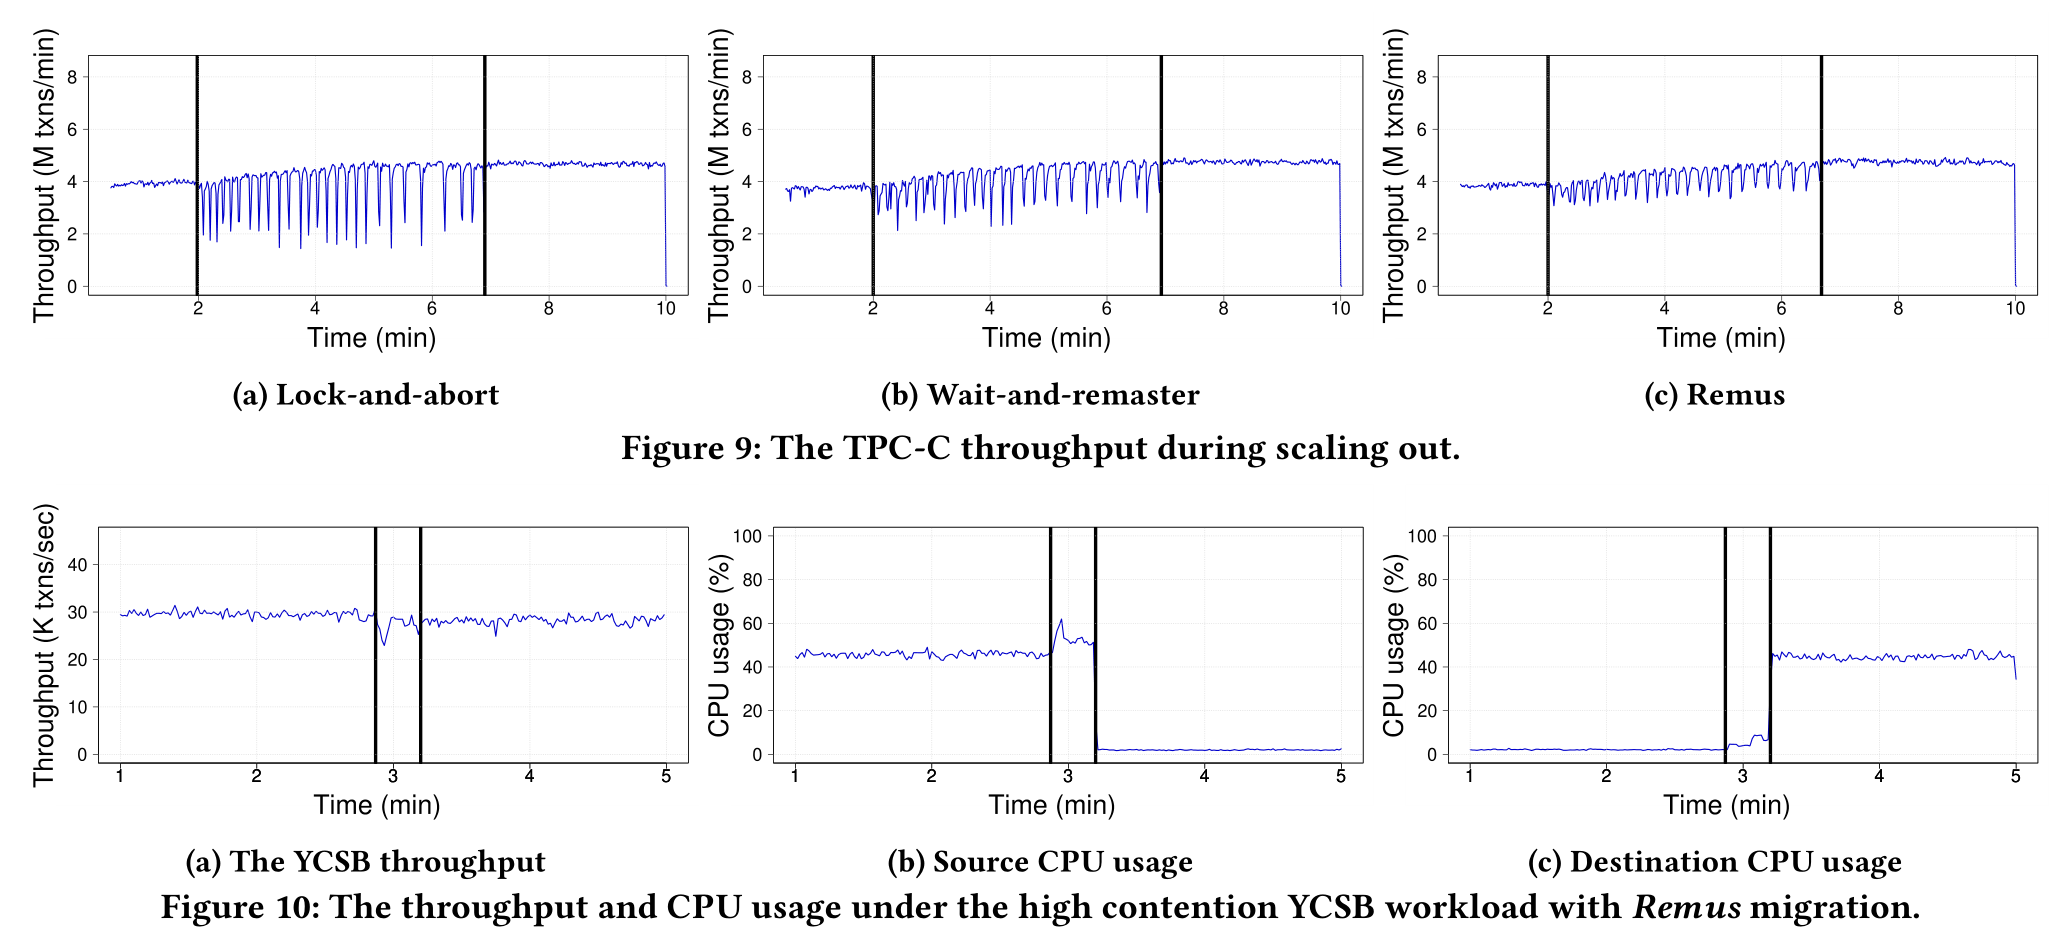 Throughput (M txns/min)
8
6
4
2
0
2 4 6 8 10
Time (min)
(a) Lock-and-abort
Throughput (M txns/min)
8
6
4
2
0
2 4 6 8 10
Time (min)
(b) Wait-and-remaster
Throughput (M txns/min)
8
6
4
2
0
2 4 6 8 10
Time (min)
(c) Remus
Figure 9: The TPC-C throughput during scaling out.
Throughput (K txns/sec)
40
30
20
10
0
1 2 3 4 5
Time (min)
(a) The YCSB throughput
CPU usage (%)
100
80
60
40
20
0
1 2 3 4 5
Time (min)
(b) Source CPU usage
CPU usage (%)
100
80
60
40
20
0
1 2 3 4 5
Time (min)
(c) Destination CPU usage
Figure 10: The throughput and CPU usage under the high contention YCSB workload with Remus migration.